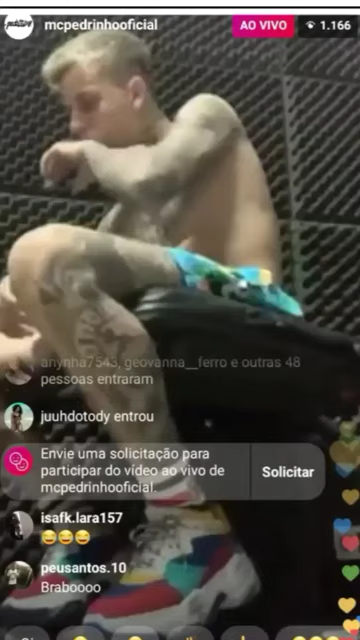 mcpedrinhooficial
AO VIVO
1.166
anynha7543, geovanna__ferro e outras 48
pessoas entraram
juuhdotody entrou
Envie uma solicitação para
participar do vídeo ao vivo de
mcpedrinhooficial.
Solicitar
isafk.lara157
😂😂😂
peusantos.10
Braboooo